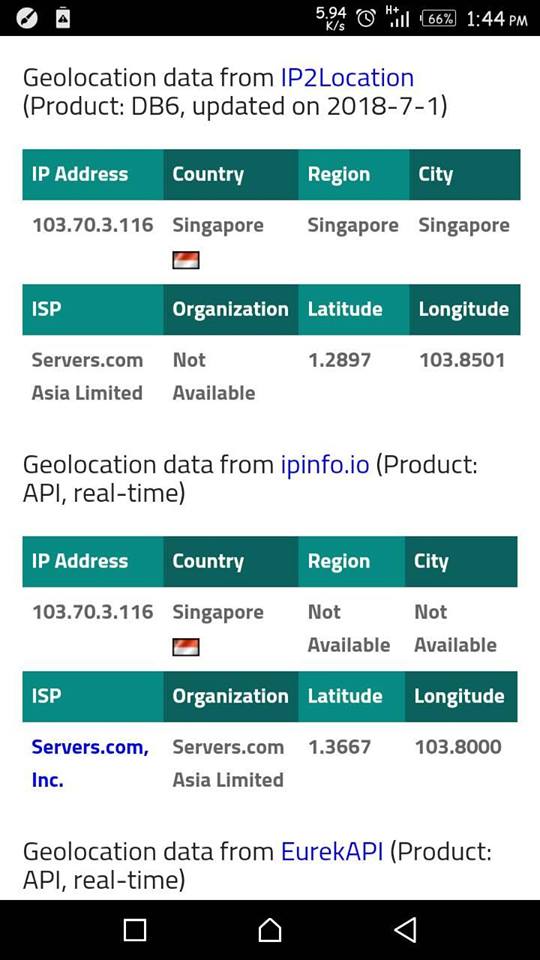 5.94 K/s H+ 66% 1:44 PM
Geolocation data from IP2Location
(Product: DB6, updated on 2018-7-1)
IP Address Country Region City
103.70.3.116 Singapore Singapore Singapore
ISP Organization Latitude Longitude
Servers.com Not 1.2897 103.8501
Asia Limited Available
Geolocation data from ipinfo.io (Product:
API, real-time)
IP Address Country Region City
103.70.3.116 Singapore Not Not
Available Available
ISP Organization Latitude Longitude
Servers.com, Servers.com 1.3667 103.8000
Inc. Asia Limited
Geolocation data from EurekAPI (Product:
API, real-time)